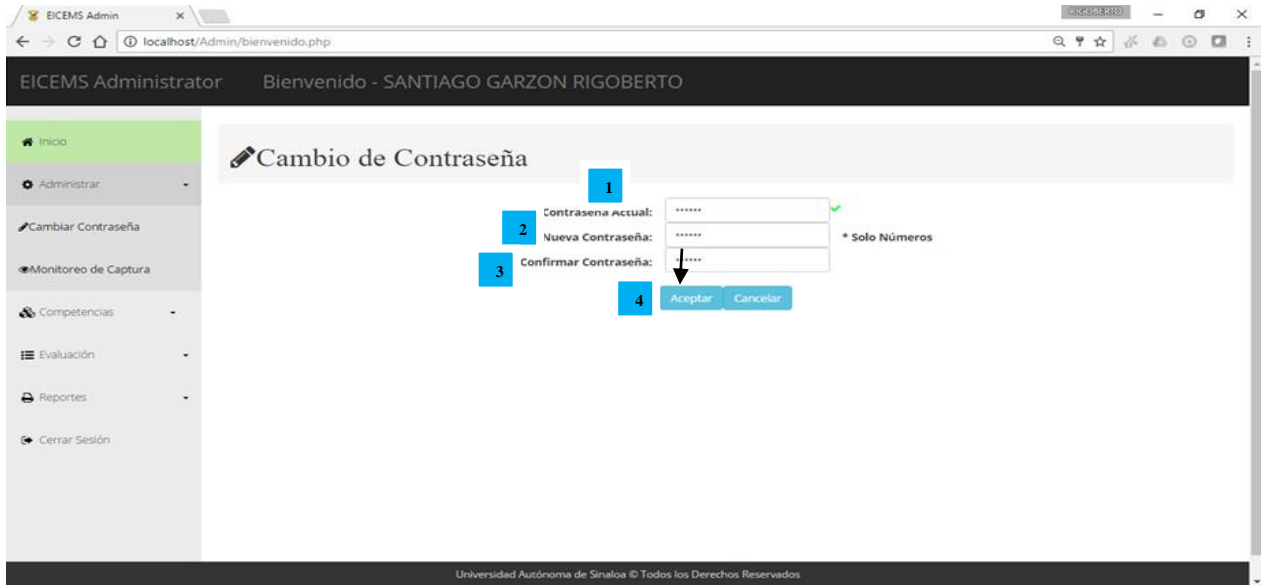 EICEMS Admin
RIGOBERTO
localhost/Admin/bienvenido.php
EICEMS Administrator Bienvenido - SANTIAGO GARZON RIGOBERTO
Inicio
Administrar
Cambiar Contraseña
Monitoreo de Captura
Competencias
Evaluación
Reportes
Cerrar Sesión
Cambio de Contraseña
1
Contraseña Actual: ••••••
2 Nueva Contraseña: •••••• * Solo Números
3 Confirmar Contraseña: ••••••
4 Aceptar Cancelar
Universidad Autónoma de Sinaloa © Todos los Derechos Reservados